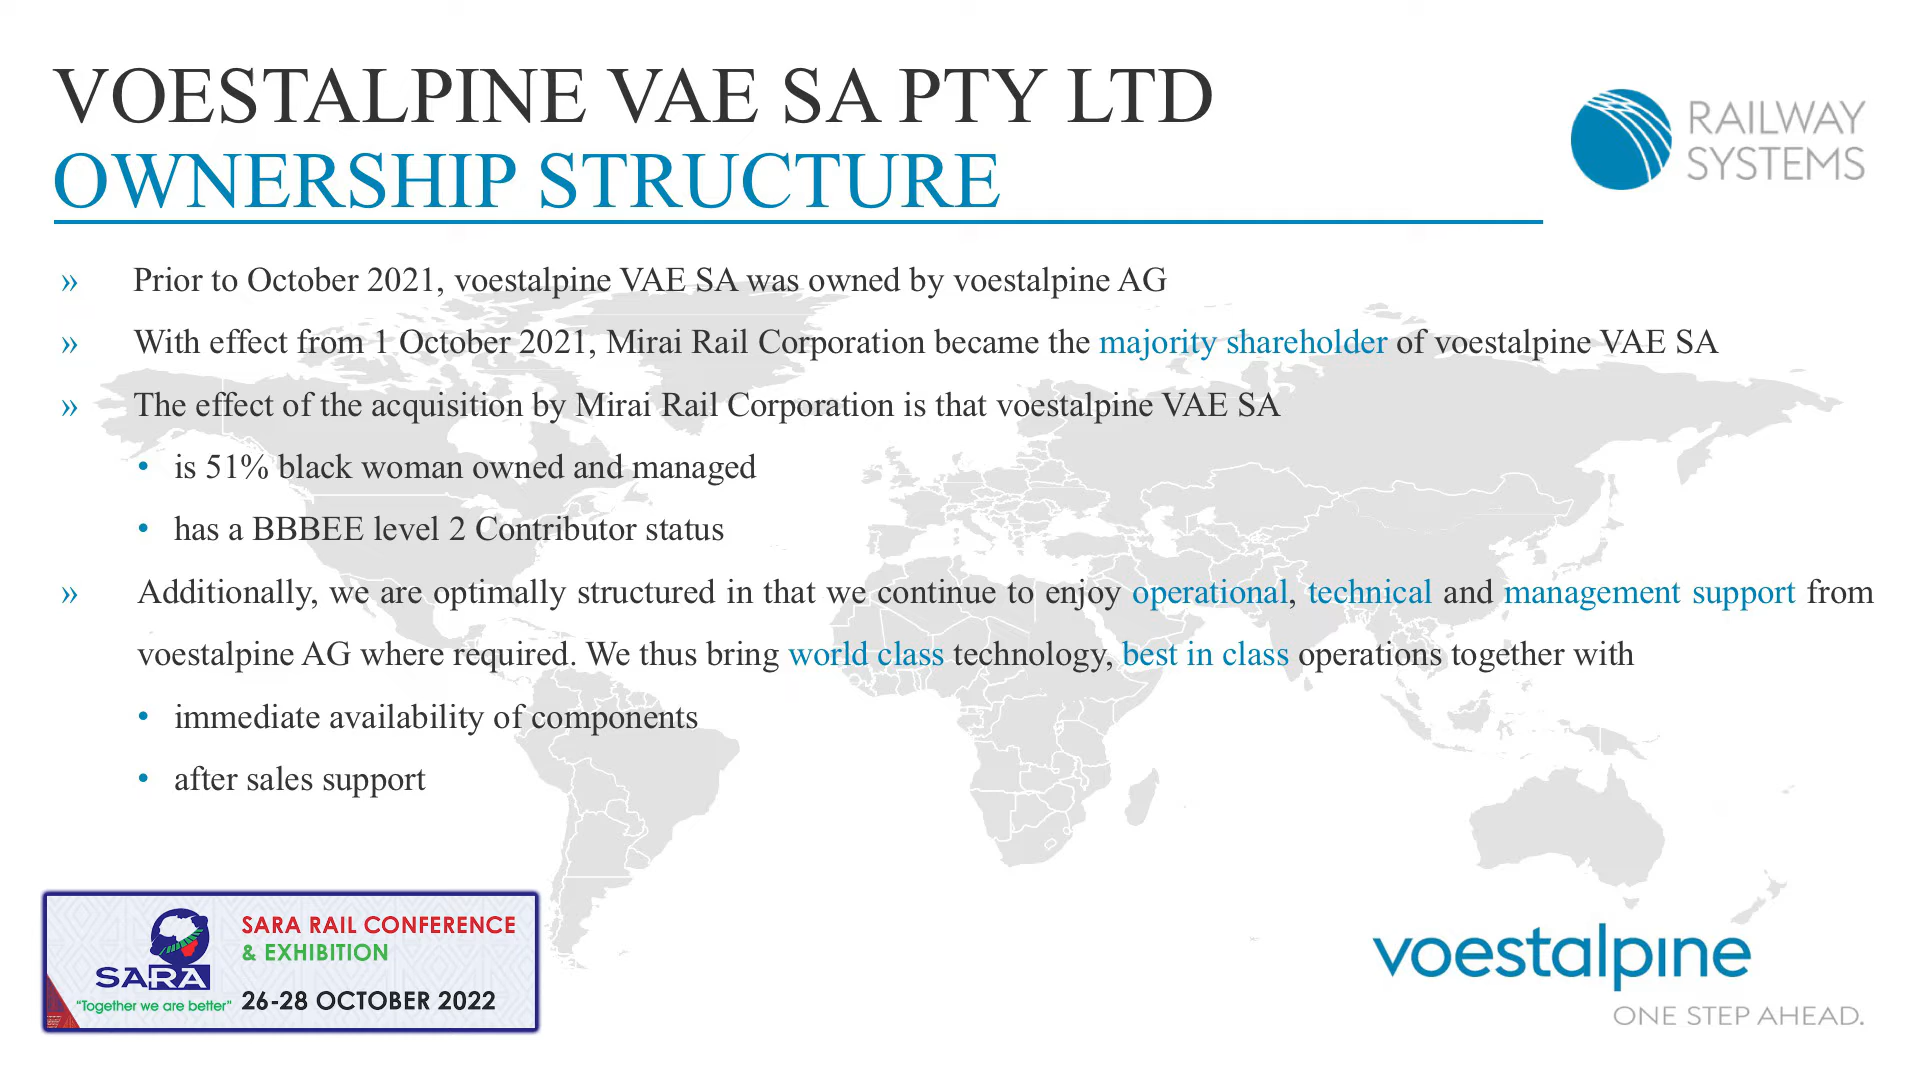 VOESTALPINE VAE SA PTY LTD
OWNERSHIP STRUCTURE
RAILWAY
SYSTEMS
» Prior to October 2021, voestalpine VAE SA was owned by voestalpine AG
» With effect from 1 October 2021, Mirai Rail Corporation became the majority shareholder of voestalpine VAE SA
» The effect of the acquisition by Mirai Rail Corporation is that voestalpine VAE SA
• is 51% black woman owned and managed
• has a BBBEE level 2 Contributor status
» Additionally, we are optimally structured in that we continue to enjoy operational, technical and management support from
voestalpine AG where required. We thus bring world class technology, best in class operations together with
• immediate availability of components
• after sales support
SARA
"Together we are better"
SARA RAIL CONFERENCE
& EXHIBITION
26-28 OCTOBER 2022
voestalpine
ONE STEP AHEAD.